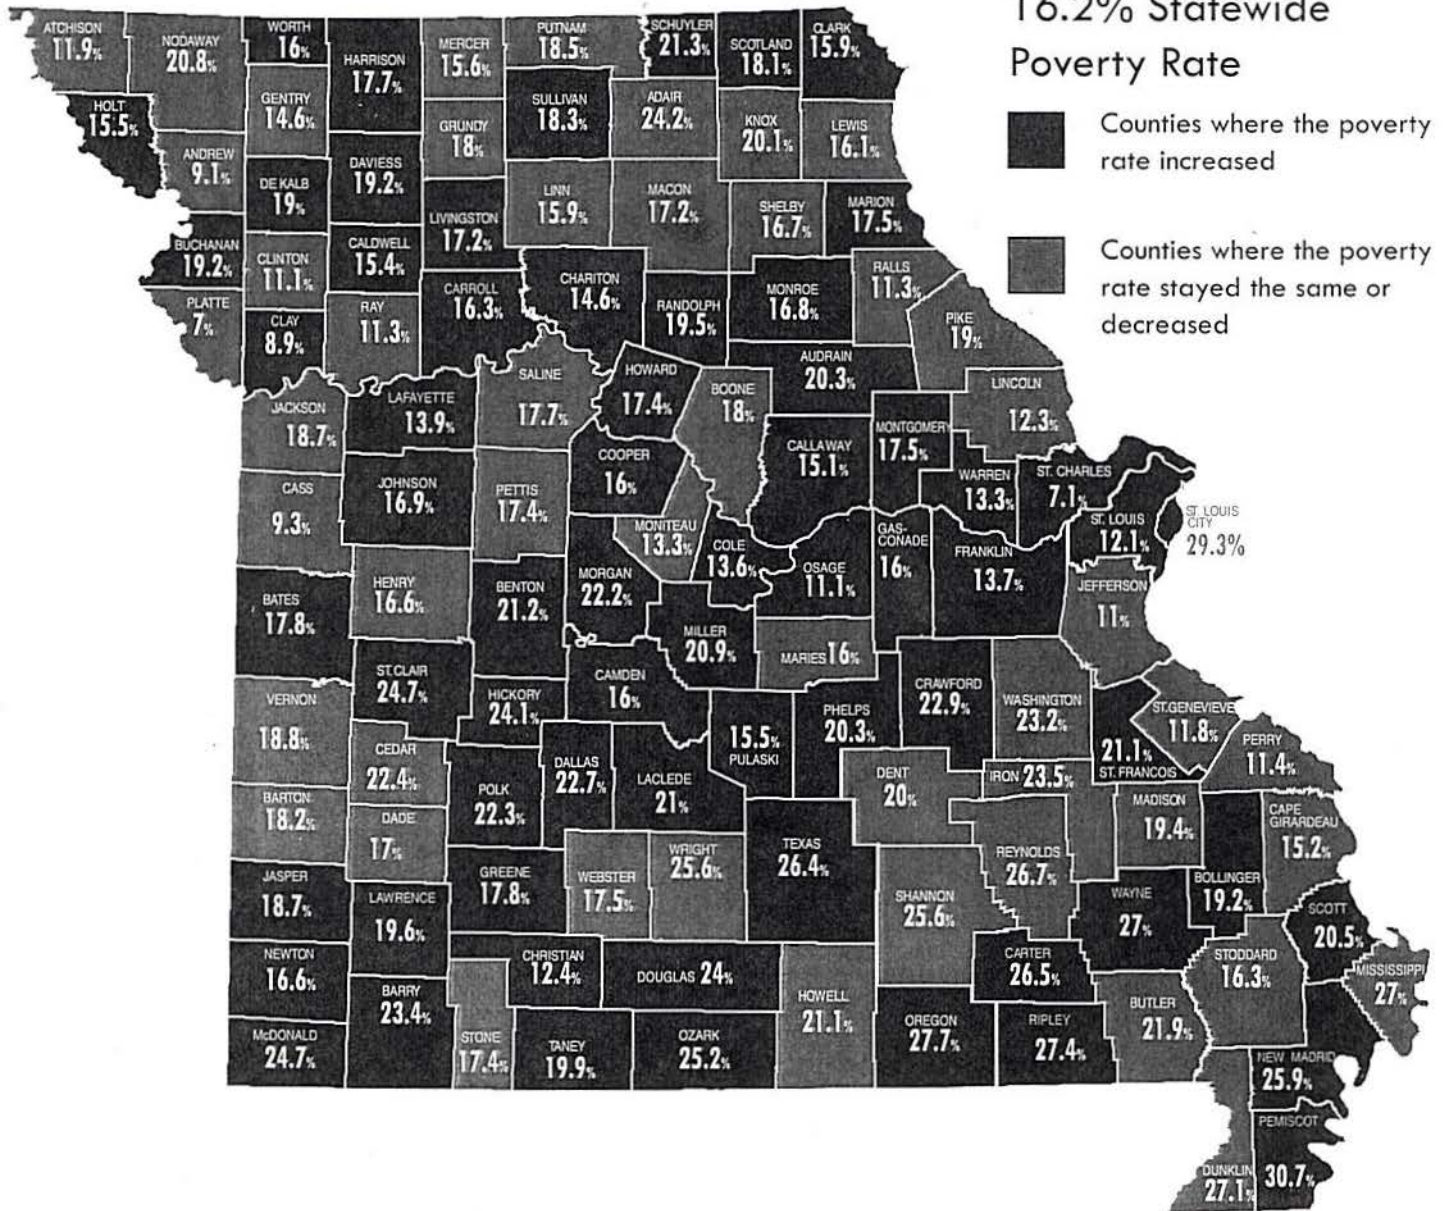 16.2% Statewide
Poverty Rate
Counties where the poverty
rate increased
Counties where the poverty
rate stayed the same or
decreased
ATCHISON
11.9%
NODAWAY
20.8%
WORTH
16%
HARRISON
17.7%
MERCER
15.6%
PUTNAM
18.5%
SCHUYLER
21.3%
SCOTLAND
18.1%
CLARK
15.9%
HOLT
15.5%
GENTRY
14.6%
GRUNDY
18%
SULLIVAN
18.3%
ADAIR
24.2%
KNOX
20.1%
LEWIS
16.1%
ANDREW
9.1%
DE KALB
19%
DAVIESS
19.2%
LIVINGSTON
17.2%
LINN
15.9%
MACON
17.2%
SHELBY
16.7%
MARION
17.5%
BUCHANAN
19.2%
CLINTON
11.1%
CALDWELL
15.4%
CARROLL
16.3%
CHARITON
14.6%
RANDOLPH
19.5%
MONROE
16.8%
RALLS
11.3%
PIKE
19%
PLATTE
7%
CLAY
8.9%
RAY
11.3%
SALINE
17.7%
HOWARD
17.4%
BOONE
18%
AUDRAIN
20.3%
LINCOLN
12.3%
JACKSON
18.7%
LAFAYETTE
13.9%
COOPER
16%
CALLAWAY
15.1%
MONTGOMERY
17.5%
WARREN
13.3%
ST. CHARLES
7.1%
ST. LOUIS
12.1%
ST. LOUIS
CITY
29.3%
CASS
9.3%
JOHNSON
16.9%
PETTIS
17.4%
MONITEAU
13.3%
COLE
13.6%
OSAGE
11.1%
GAS-
CONADE
16%
FRANKLIN
13.7%
JEFFERSON
11%
BATES
17.8%
HENRY
16.6%
BENTON
21.2%
MORGAN
22.2%
MILLER
20.9%
MARIES 16%
ST.CLAIR
24.7%
HICKORY
24.1%
CAMDEN
16%
15.5%
PULASKI
PHELPS
20.3%
CRAWFORD
22.9%
WASHINGTON
23.2%
21.1%
ST. FRANCOIS
ST.GENEVIEVE
11.8%
PERRY
11.4%
VERNON
18.8%
CEDAR
22.4%
POLK
22.3%
DALLAS
22.7%
LACLEDE
21%
DENT
20%
IRON 23.5%
MADISON
19.4%
CAPE
GIRARDEAU
15.2%
BARTON
18.2%
DADE
17%
GREENE
17.8%
WEBSTER
17.5%
WRIGHT
25.6%
TEXAS
26.4%
SHANNON
25.6%
REYNOLDS
26.7%
WAYNE
27%
BOLLINGER
19.2%
SCOTT
20.5%
JASPER
18.7%
LAWRENCE
19.6%
NEWTON
16.6%
BARRY
23.4%
CHRISTIAN
12.4%
DOUGLAS 24%
HOWELL
21.1%
CARTER
26.5%
BUTLER
21.9%
STODDARD
16.3%
MISSISSIPPI
27%
McDONALD
24.7%
STONE
17.4%
TANEY
19.9%
OZARK
25.2%
OREGON
27.7%
RIPLEY
27.4%
NEW MADRID
25.9%
PEMISCOT
30.7%
DUNKLIN
27.1%